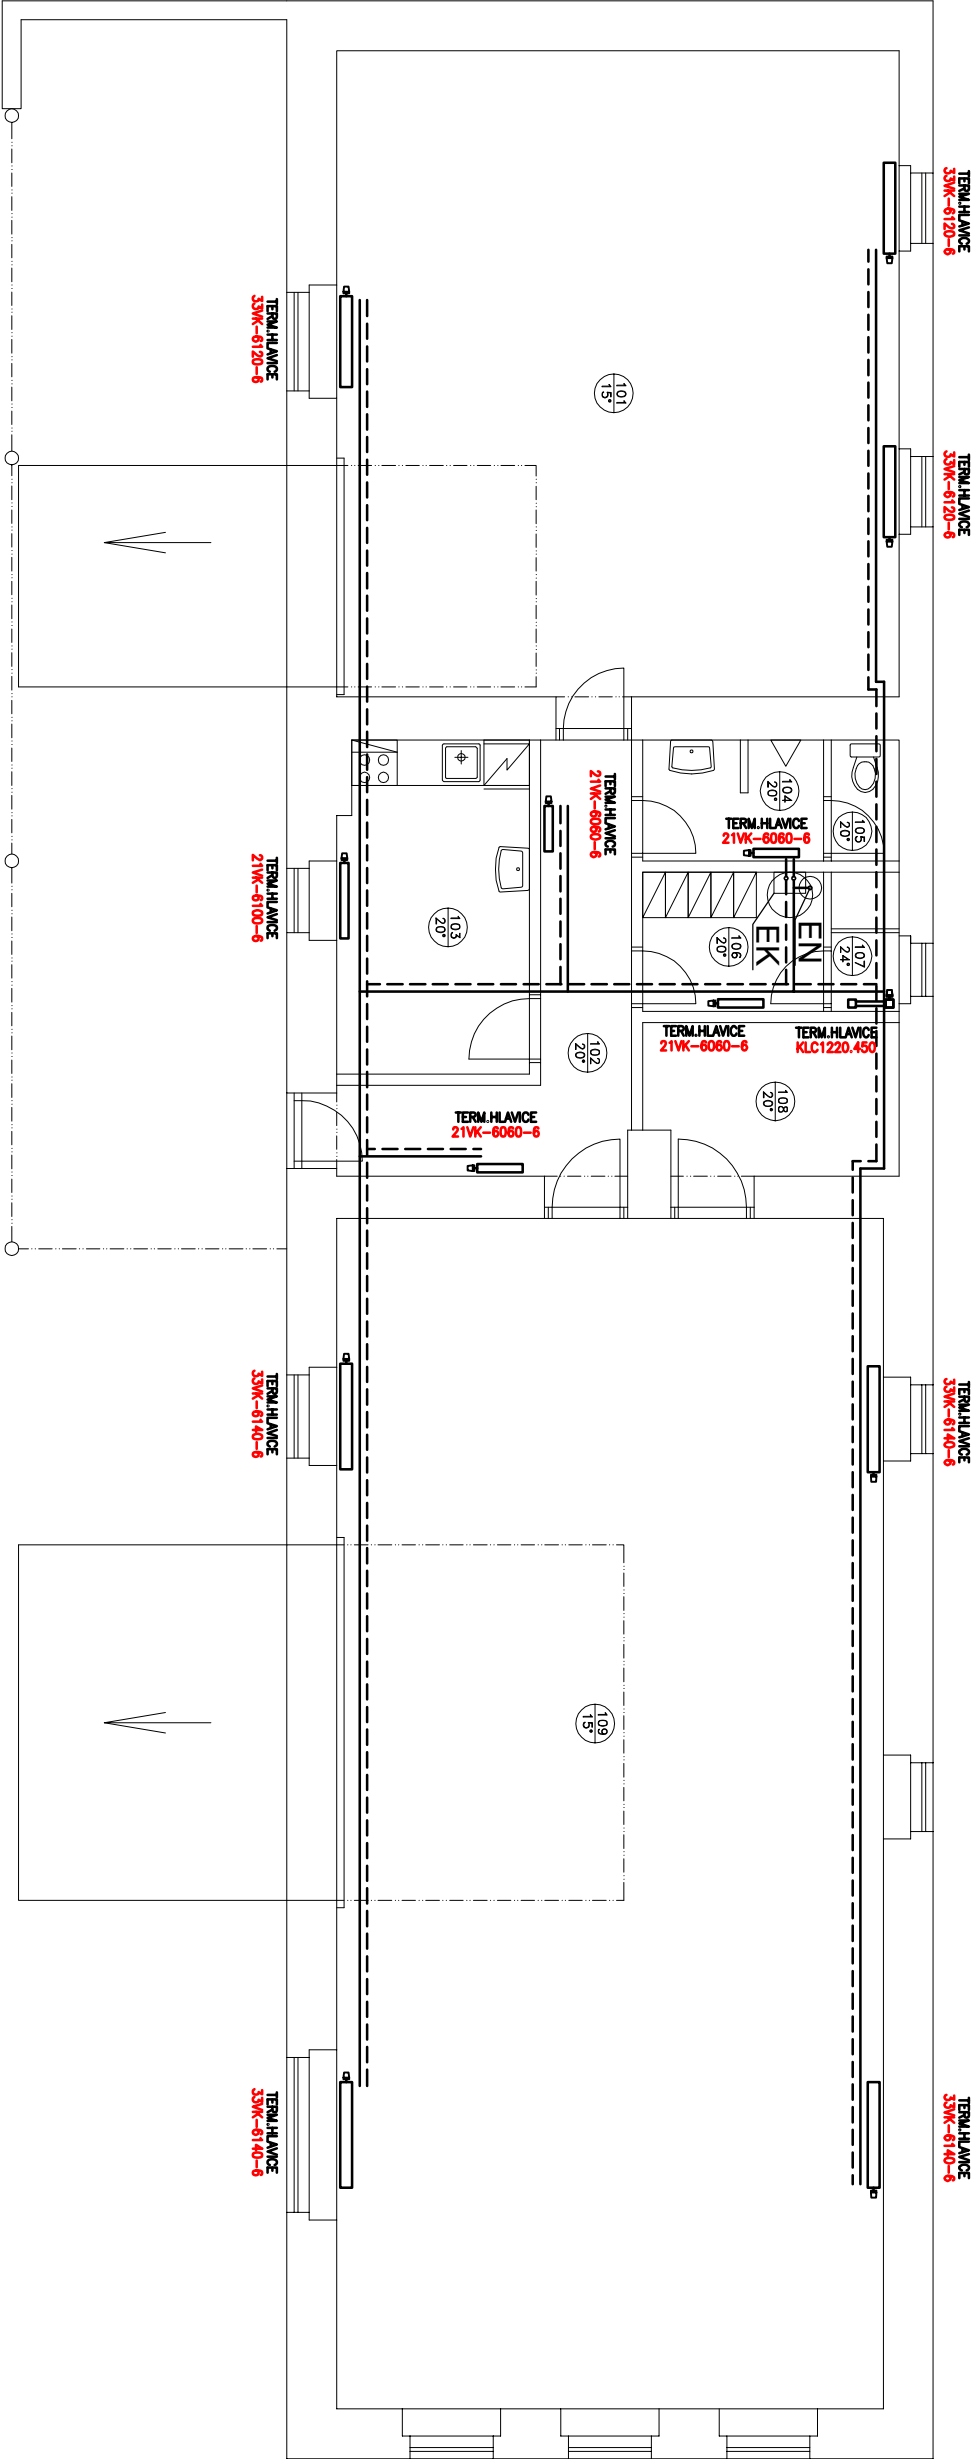 TERM.HLAVICE
33VK-6120-6
TERM.HLAVICE
33VK-6120-6
101
15°
TERM.HLAVICE
33VK-6120-6
TERM.HLAVICE
21VK-6060-6
104
20°
105
20°
TERM.HLAVICE
21VK-6060-6
TERM.HLAVICE
21VK-6100-6
103
20°
106
20°
107
24°
EN
EK
TERM.HLAVICE
21VK-6060-6
TERM.HLAVICE
KLC1220.450
102
20°
108
20°
TERM.HLAVICE
21VK-6060-6
TERM.HLAVICE
33VK-6140-6
TERM.HLAVICE
33VK-6140-6
109
15°
TERM.HLAVICE
33VK-6140-6
TERM.HLAVICE
33VK-6140-6